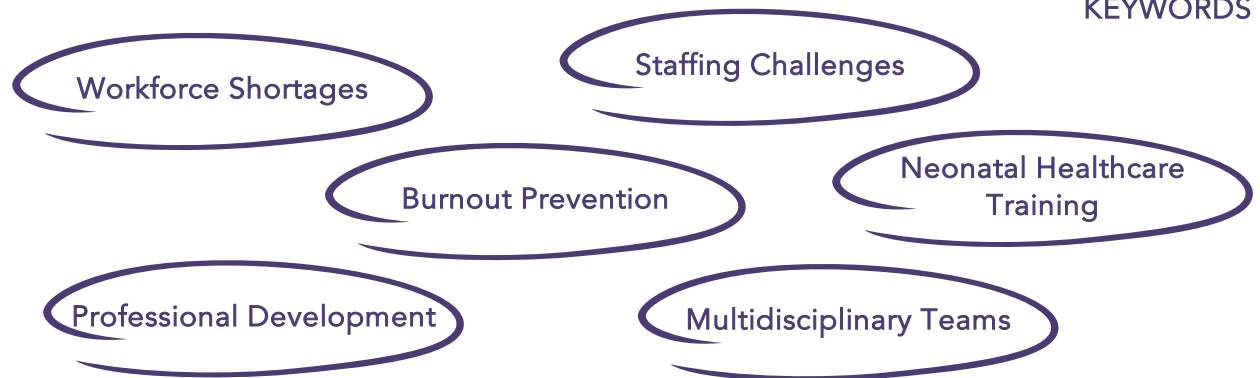 KEYWORDS
Workforce Shortages
Staffing Challenges
Burnout Prevention
Neonatal Healthcare
Training
Professional Development
Multidisciplinary Teams